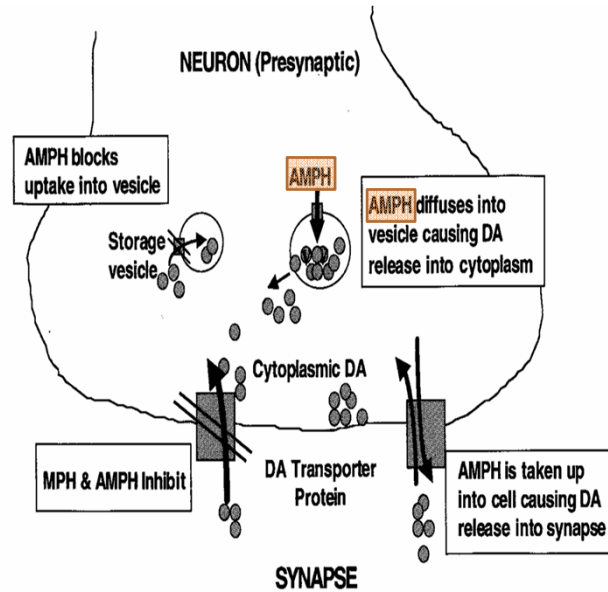 NEURON (Presynaptic)
AMPH blocks
uptake into vesicle
AMPH
AMPH diffuses into
vesicle causing DA
release into cytoplasm
Storage
vesicle
Cytoplasmic DA
MPH & AMPH Inhibit
DA Transporter
Protein
AMPH is taken up
into cell causing DA
release into synapse
SYNAPSE